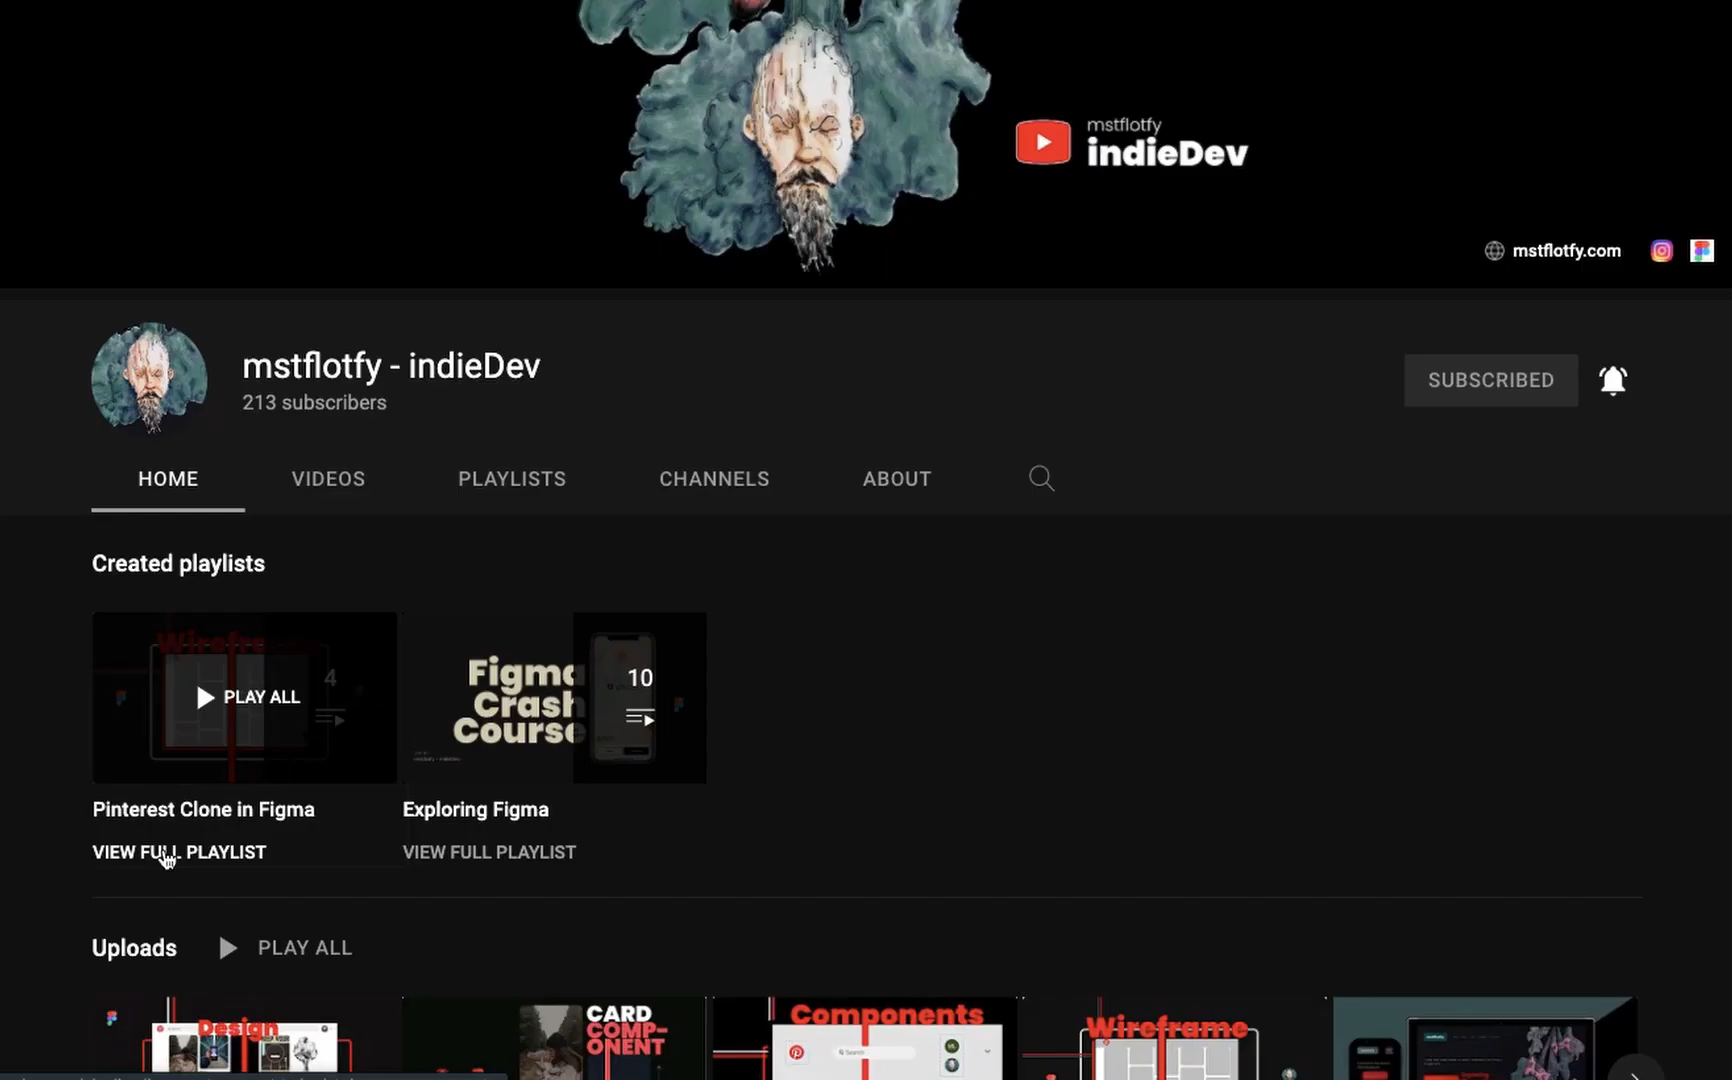 mstflotfy
indieDev
mstflotfy.com
mstflotfy - indieDev
213 subscribers
SUBSCRIBED
HOME
VIDEOS
PLAYLISTS
CHANNELS
ABOUT
Created playlists
4
PLAY ALL
Figma
Crash
Course
10
Pinterest Clone in Figma
Exploring Figma
VIEW FULL PLAYLIST
VIEW FULL PLAYLIST
Uploads
PLAY ALL
Design
CARD
COMP-
ONENT
Components
Search
Wireframe